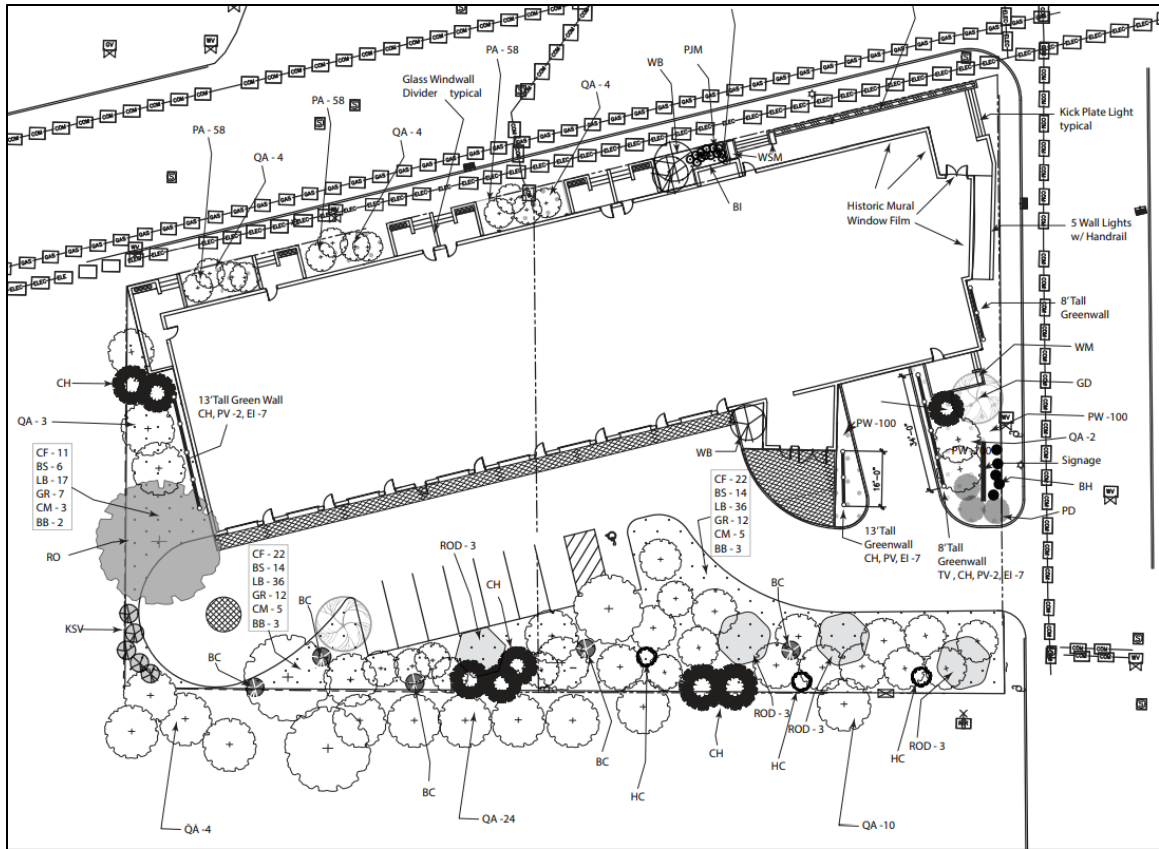 PA - 58
PJM
WB
Glass Windwall
Divider typical
QA - 4
PA - 58
Kick Plate Light
typical
PA - 58
QA - 4
QA - 4
WSM
BI
Historic Mural
Window Film
5 Wall Lights
w/ Handrail
8' Tall
Greenwall
WM
CH
GD
13' Tall Green Wall
CH, PV -2, EI -7
PW -100
QA - 3
PW -100
QA -2
36'-0"
PW -100
WB
Signage
CF - 11
BS - 6
LB - 17
GR - 7
CM - 3
BB - 2
CF - 22
BS - 14
LB - 36
GR - 12
CM - 5
BB - 3
16'-0"
BH
PD
RO
13' Tall
Greenwall
CH, PV, EI -7
8' Tall
Greenwall
TV , CH, PV-2, EI -7
CF - 22
BS - 14
LB - 36
GR - 12
CM - 5
BB - 3
ROD - 3
CH
BC
BC
KSV
BC
ROD - 3
ROD - 3
ROD - 3
CH
HC
BC
BC
HC
HC
QA -4
QA -24
QA -10
GAS
ELEC
COM
GV
WV
S